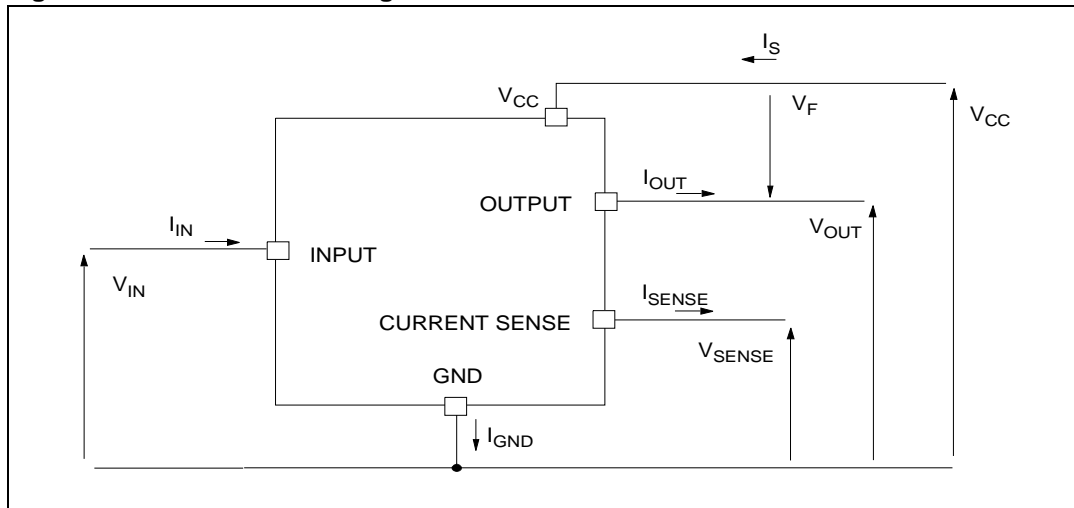 I_S
V_CC
V_F
V_CC
I_OUT
OUTPUT
V_OUT
I_IN
INPUT
V_IN
I_SENSE
CURRENT SENSE
V_SENSE
GND
I_GND